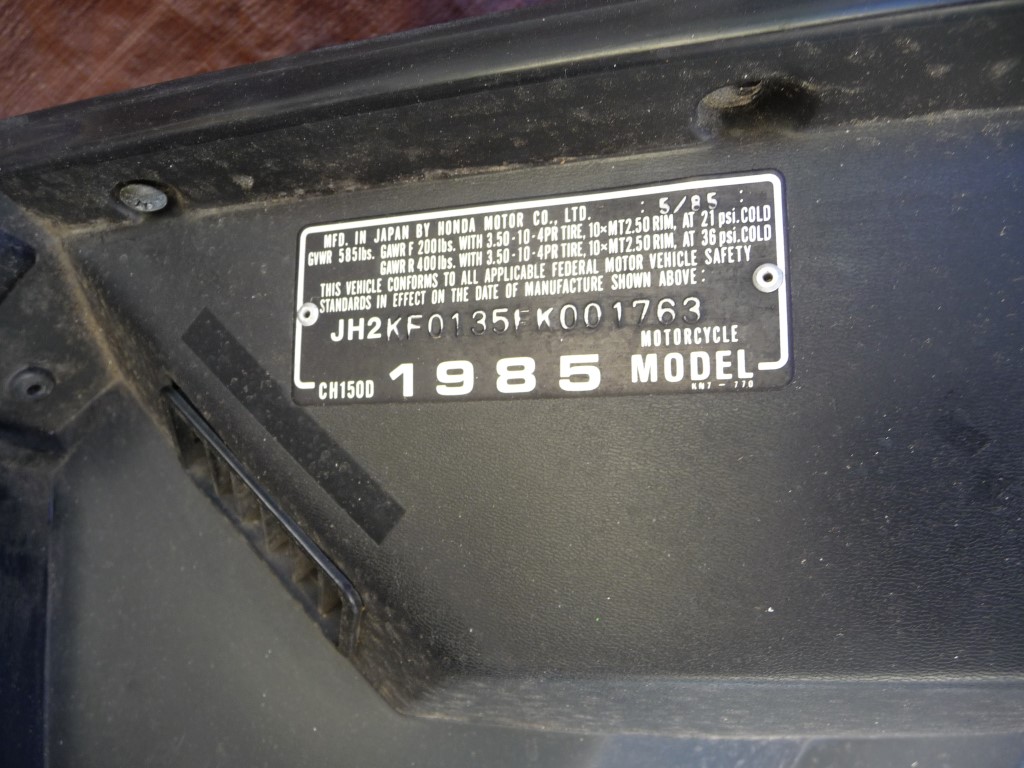 MFD. IN JAPAN BY HONDA MOTOR CO., LTD. : 5/85 :
GVWR 585lbs. GAWR F 200lbs. WITH 3.50-10-4PR TIRE, 10×MT2.50 RIM, AT 21 psi. COLD
GAWR R 400lbs. WITH 3.50-10-4PR TIRE, 10×MT2.50 RIM, AT 36 psi. COLD
THIS VEHICLE CONFORMS TO ALL APPLICABLE FEDERAL MOTOR VEHICLE SAFETY
STANDARDS IN EFFECT ON THE DATE OF MANUFACTURE SHOWN ABOVE:
JH2KF0135FK001763
MOTORCYCLE
CH150D 1985 MODEL
KN7-770